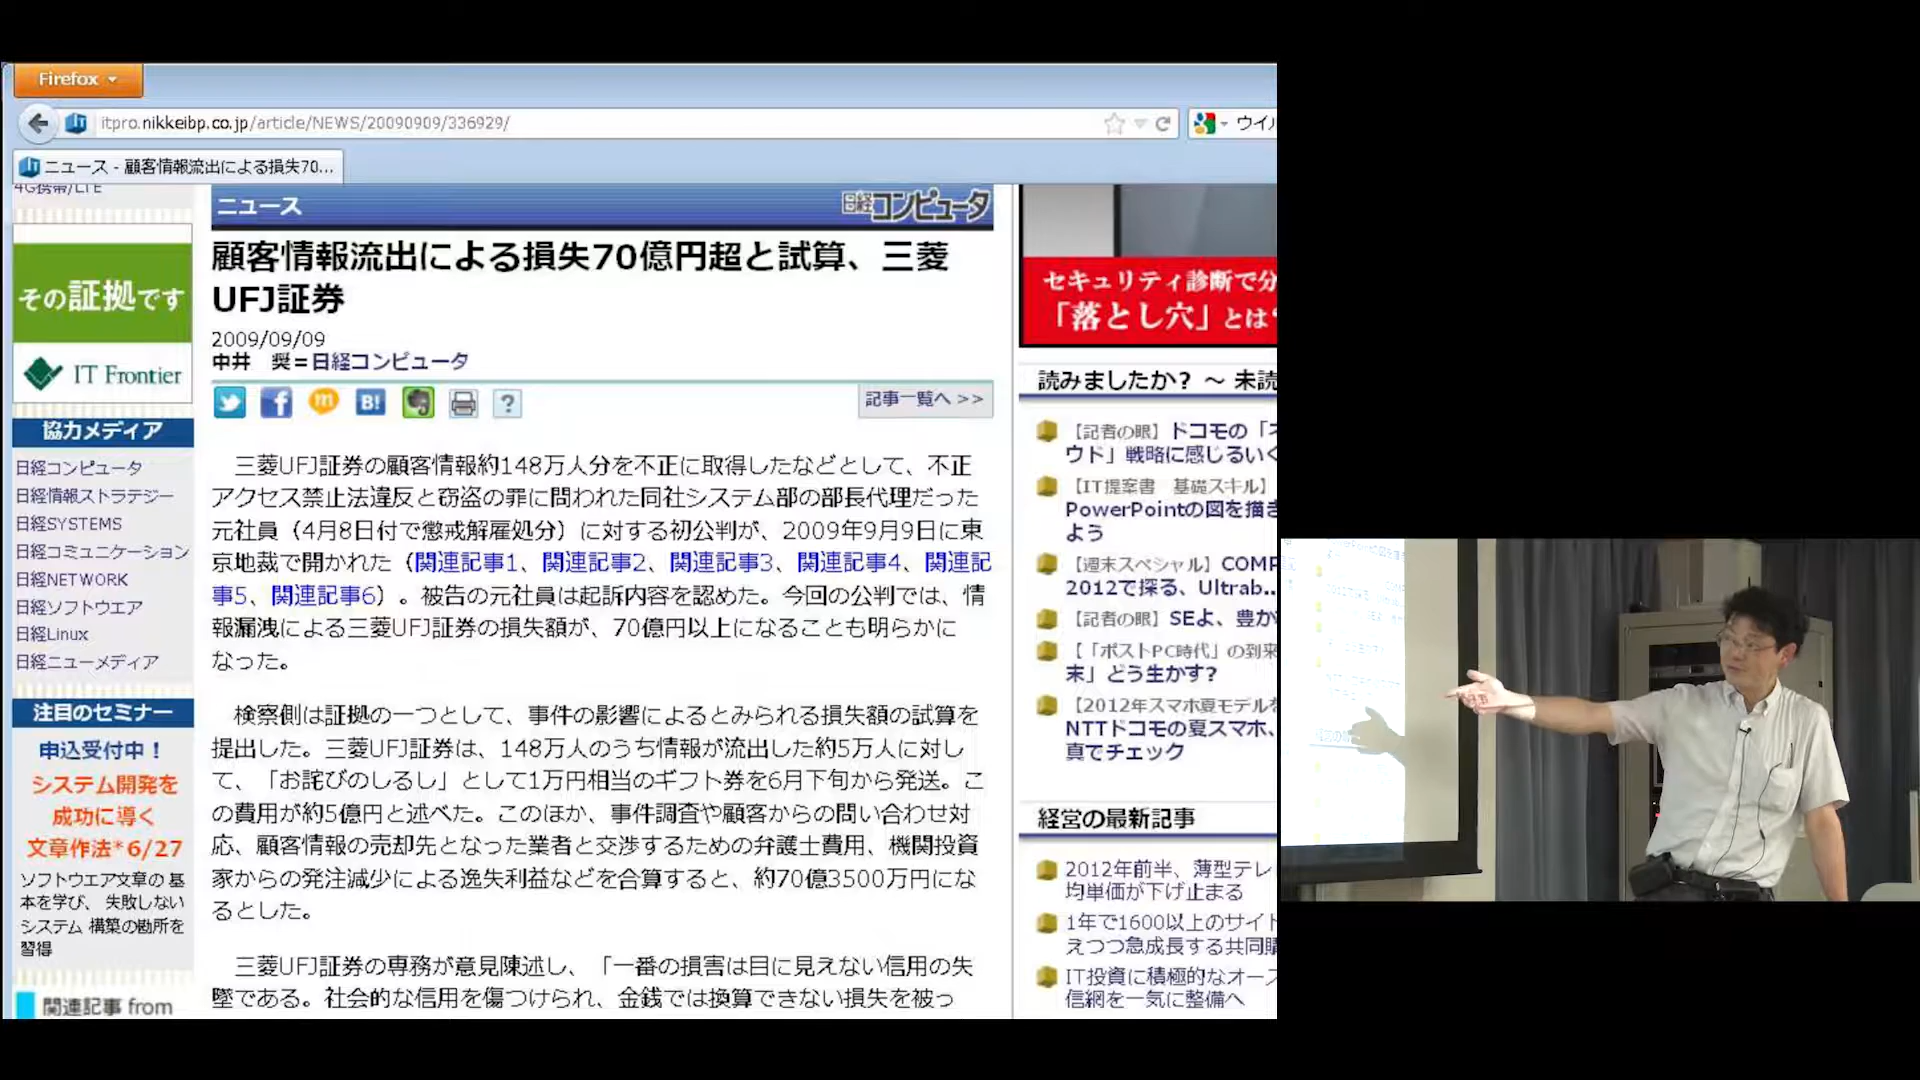 Firefox
itpro.nikkeibp.co.jp/article/NEWS/20090909/336929/
ウイル
ニュース - 顧客情報流出による損失70...
4G携帯/LTE
その証拠です
IT Frontier
協力メディア
日経コンピュータ
日経情報ストラテジー
日経SYSTEMS
日経コミュニケーション
日経NETWORK
日経ソフトウエア
日経Linux
日経ニューメディア
注目のセミナー
申込受付中！
システム開発を
成功に導く
文章作法*6/27
ソフトウエア文章の 基
本を学び、 失敗しない
システム 構築の勘所を
習得
関連記事 from
ニュース
日経コンピュータ
顧客情報流出による損失70億円超と試算、三菱
UFJ証券
2009/09/09
中井　奨＝日経コンピュータ
記事一覧へ >>
三菱UFJ証券の顧客情報約148万人分を不正に取得したなどとして、不正
アクセス禁止法違反と窃盗の罪に問われた同社システム部の部長代理だった
元社員（4月8日付で懲戒解雇処分）に対する初公判が、2009年9月9日に東
京地裁で開かれた（関連記事1、関連記事2、関連記事3、関連記事4、関連記
事5、関連記事6）。被告の元社員は起訴内容を認めた。今回の公判では、情
報漏洩による三菱UFJ証券の損失額が、70億円以上になることも明らかに
なった。
検察側は証拠の一つとして、事件の影響によるとみられる損失額の試算を
提出した。三菱UFJ証券は、148万人のうち情報が流出した約5万人に対し
て、「お詫びのしるし」として1万円相当のギフト券を6月下旬から発送。こ
の費用が約5億円と述べた。このほか、事件調査や顧客からの問い合わせ対
応、顧客情報の売却先となった業者と交渉するための弁護士費用、機関投資
家からの発注減少による逸失利益などを合算すると、約70億3500万円にな
るとした。
三菱UFJ証券の専務が意見陳述し、「一番の損害は目に見えない信用の失
墜である。社会的な信用を傷つけられ、金銭では換算できない損失を被っ
セキュリティ診断で分
「落とし穴」とは
読みましたか？ ～ 未読
【記者の眼】ドコモの「ネ
ウド」戦略に感じるいく
【IT提案書　基礎スキル】
PowerPointの図を描き
よう
【週末スペシャル】COMP
2012で探る、Ultrab...
【記者の眼】SEよ、豊か
【「ポストPC時代」の到来
末」どう生かす?
【2012年スマホ夏モデルを
NTTドコモの夏スマホ、
真でチェック
経営の最新記事
2012年前半、薄型テレ
均単価が下げ止まる
1年で1600以上のサイト
えつつ急成長する共同購
IT投資に積極的なオース
信網を一気に整備へ